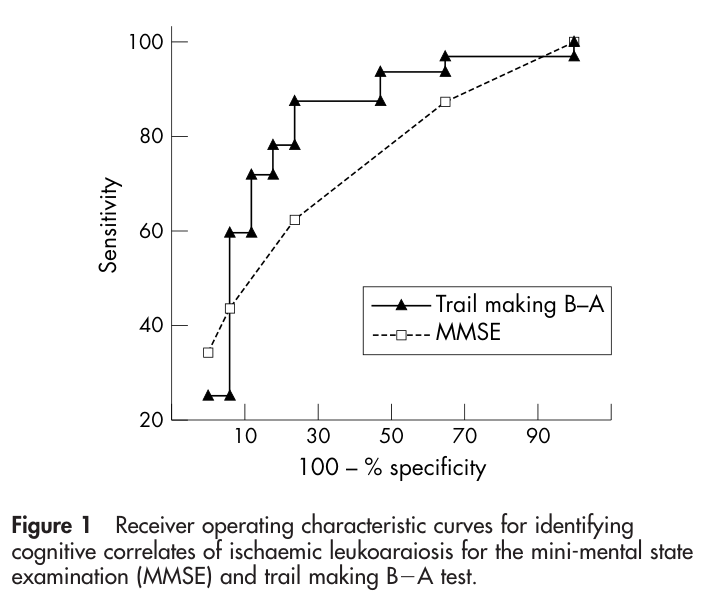 100
80
60
40
20
Sensitivity
Trail making B–A
MMSE
10 30 50 70 90
100 – % specificity
Figure 1 Receiver operating characteristic curves for identifying
cognitive correlates of ischaemic leukoaraiosis for the mini-mental state
examination (MMSE) and trail making B−A test.